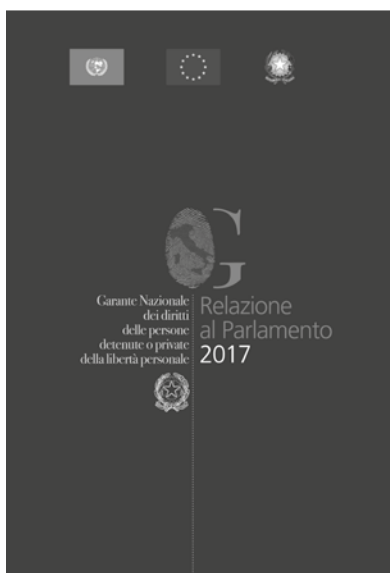 G
Garante Nazionale
dei diritti
delle persone
detenute o private
della libertà personale
Relazione
al Parlamento
2017